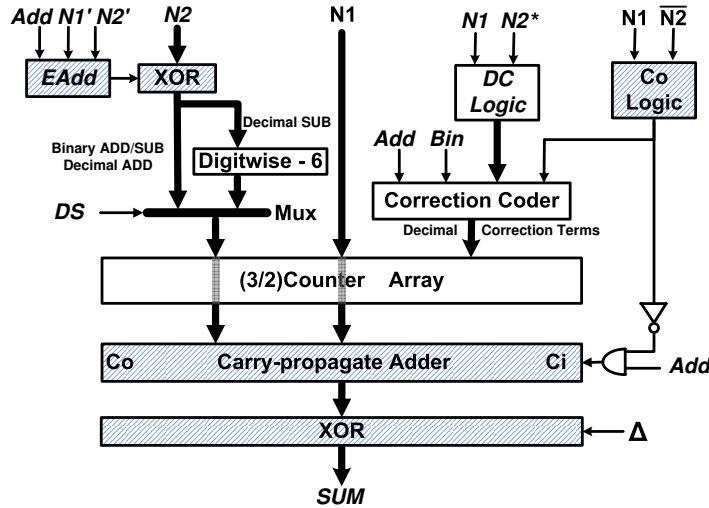 Add N1' N2'
N2
N1
N1 N2*
N1 N2
EAdd
XOR
DC
Logic
Co
Logic
Decimal SUB
Binary ADD/SUB
Decimal ADD
Digitwise - 6
Add Bin
DS
Mux
Correction Coder
Decimal Correction Terms
(3/2)Counter Array
Co Carry-propagate Adder Ci
Add
XOR
Δ
SUM